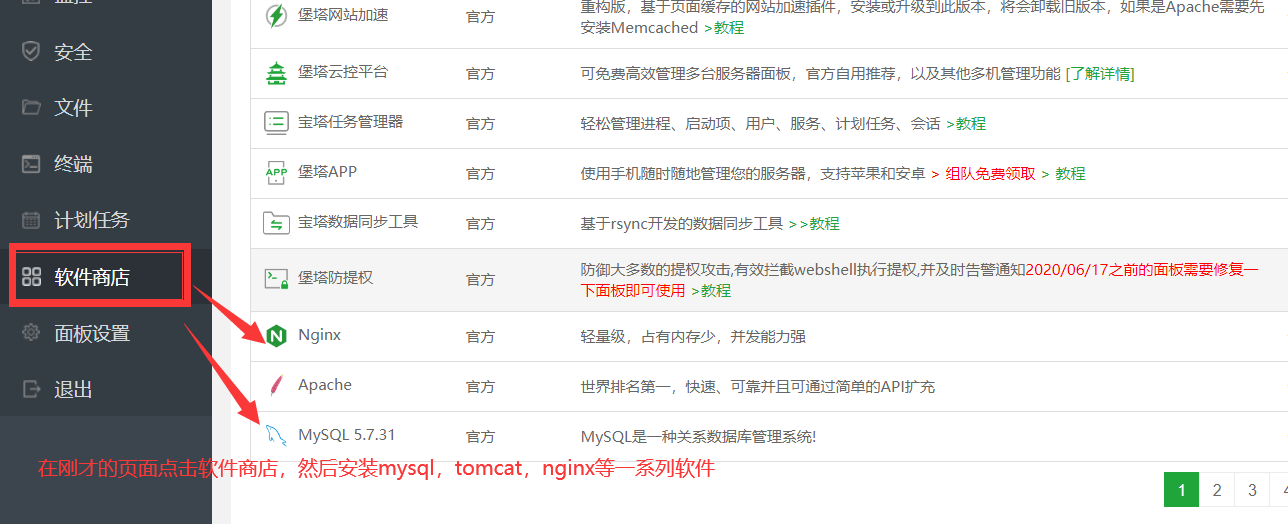 监控
安全
文件
终端
计划任务
软件商店
面板设置
退出
堡塔网站加速 官方 重构版，基于页面缓存的网站加速插件，安装或升级到此版本，将会卸载旧版本，如果是Apache需要先
安装Memcached >教程
堡塔云控平台 官方 可免费高效管理多台服务器面板，官方自用推荐，以及其他多机管理功能 [了解详情]
宝塔任务管理器 官方 轻松管理进程、启动项、用户、服务、计划任务、会话 >教程
堡塔APP 官方 使用手机随时随地管理您的服务器，支持苹果和安卓 > 组队免费领取 > 教程
宝塔数据同步工具 官方 基于rsync开发的数据同步工具 >>教程
堡塔防提权 官方 防御大多数的提权攻击,有效拦截webshell执行提权,并及时告警通知2020/06/17之前的面板需要修复一
下面板即可使用 >教程
Nginx 官方 轻量级，占有内存少，并发能力强
Apache 官方 世界排名第一，快速、可靠并且可通过简单的API扩充
MySQL 5.7.31 官方 MySQL是一种关系数据库管理系统!
在刚才的页面点击软件商店，然后安装mysql，tomcat，nginx等一系列软件
1 2 3